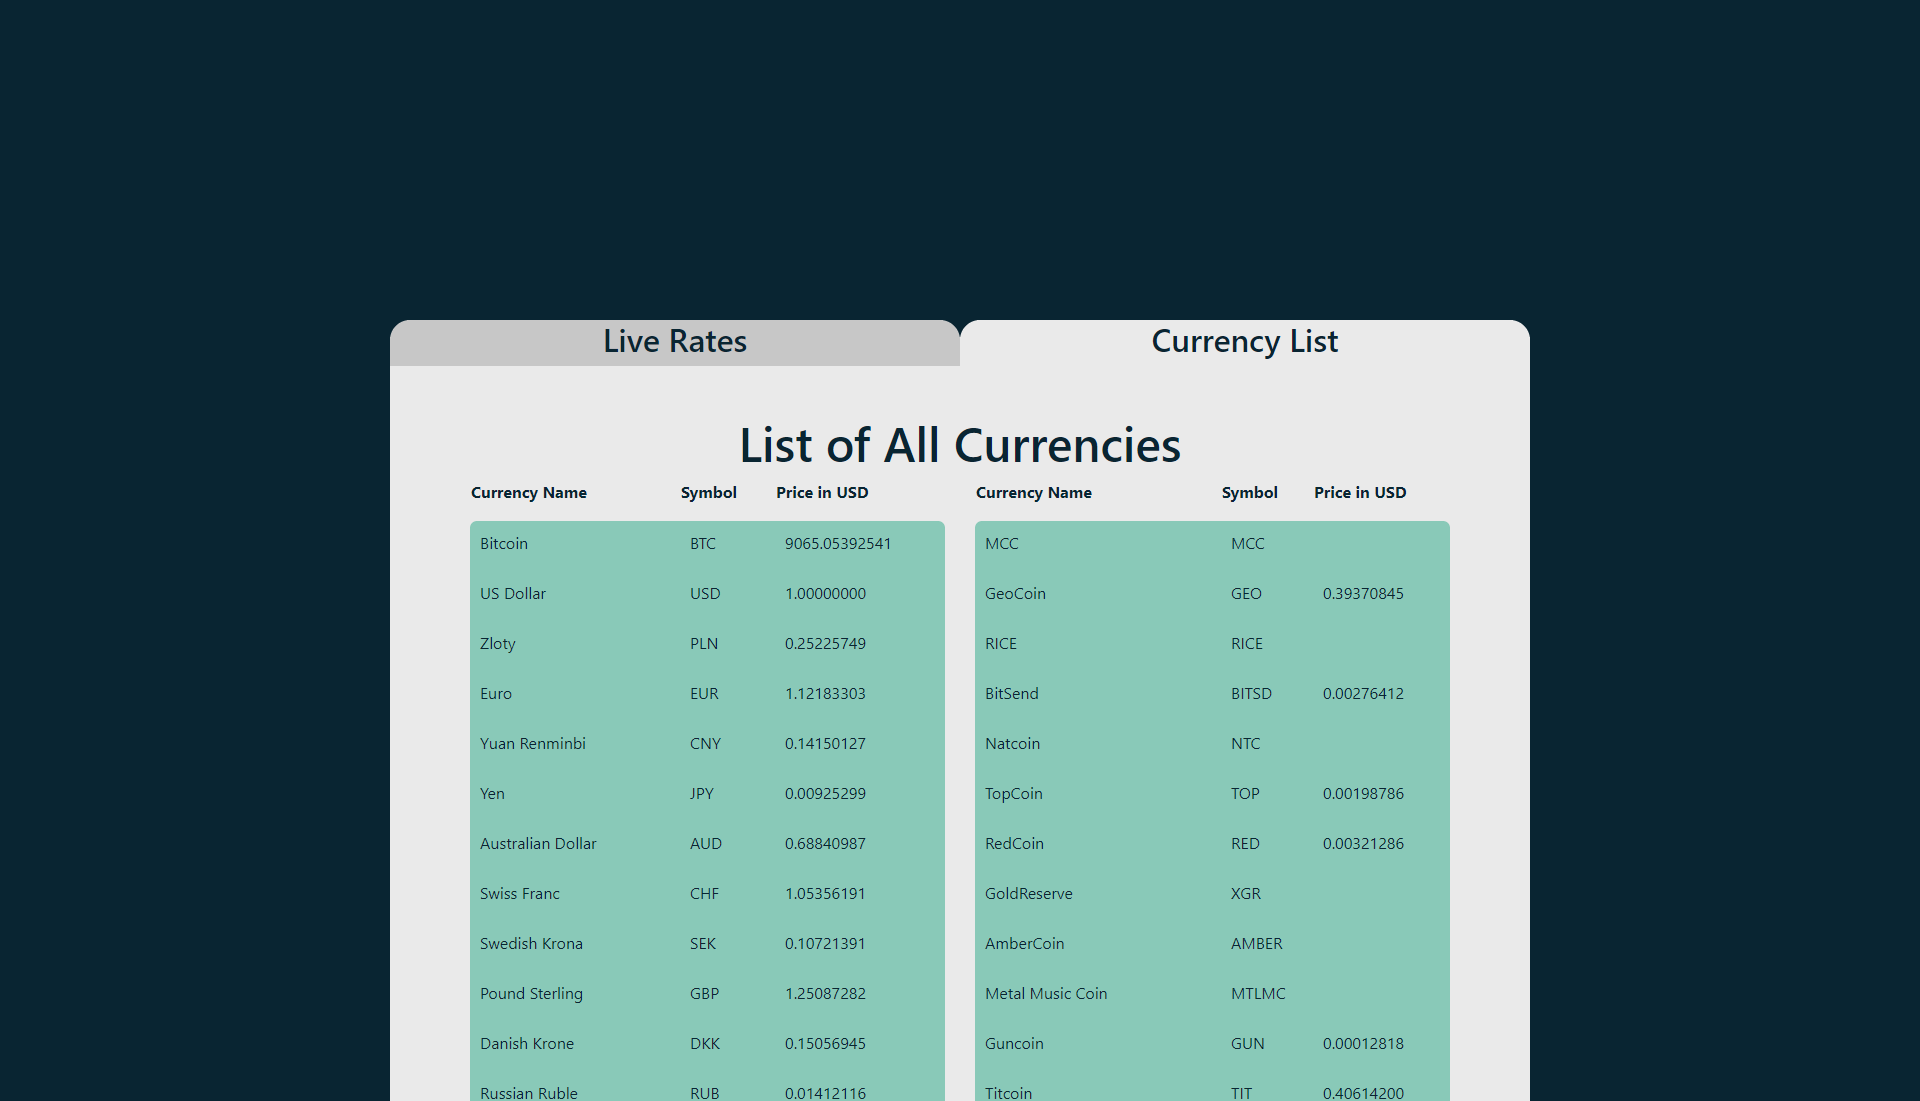 Live Rates
Currency List
List of All Currencies
Currency Name Symbol Price in USD
Bitcoin BTC 9065.05392541
US Dollar USD 1.00000000
Zloty PLN 0.25225749
Euro EUR 1.12183303
Yuan Renminbi CNY 0.14150127
Yen JPY 0.00925299
Australian Dollar AUD 0.68840987
Swiss Franc CHF 1.05356191
Swedish Krona SEK 0.10721391
Pound Sterling GBP 1.25087282
Danish Krone DKK 0.15056945
Russian Ruble RUB 0.01412116
Currency Name Symbol Price in USD
MCC MCC
GeoCoin GEO 0.39370845
RICE RICE
BitSend BITSD 0.00276412
Natcoin NTC
TopCoin TOP 0.00198786
RedCoin RED 0.00321286
GoldReserve XGR
AmberCoin AMBER
Metal Music Coin MTLMC
Guncoin GUN 0.00012818
Titcoin TIT 0.40614200